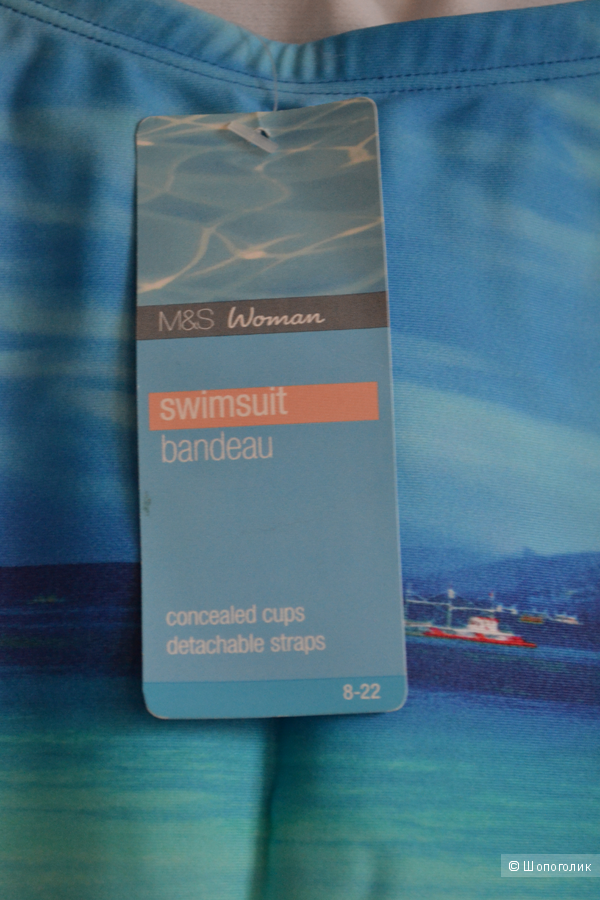 M&S Woman
swimsuit
bandeau
concealed cups
detachable straps
8-22
© Шопоголик